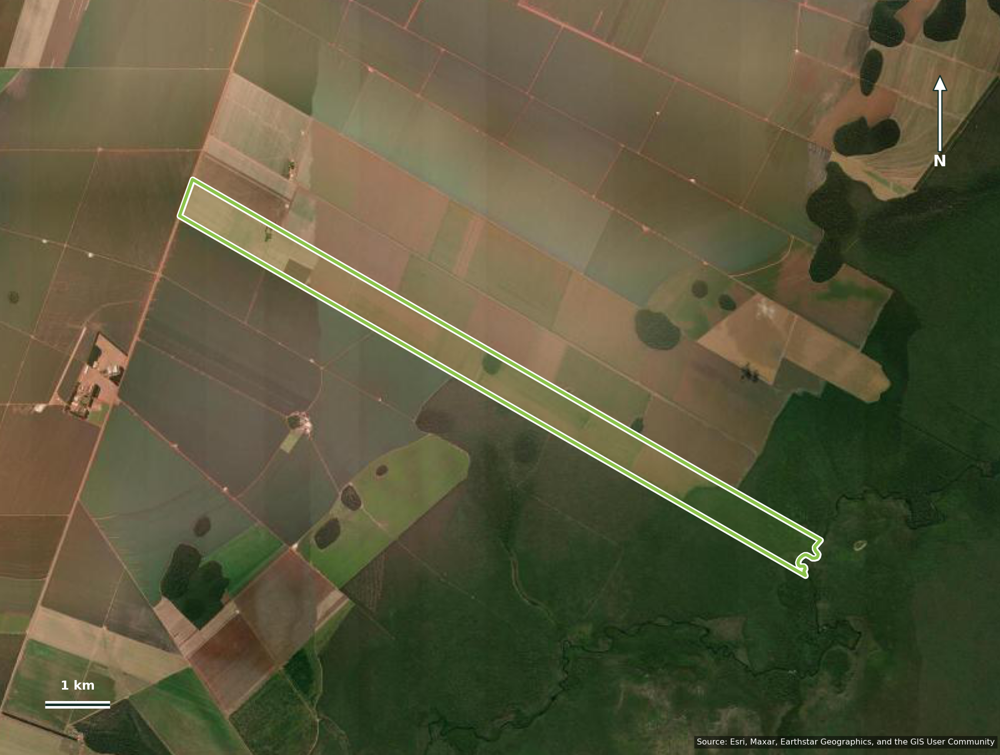 N
1 km
Source: Esri, Maxar, Earthstar Geographics, and the GIS User Community